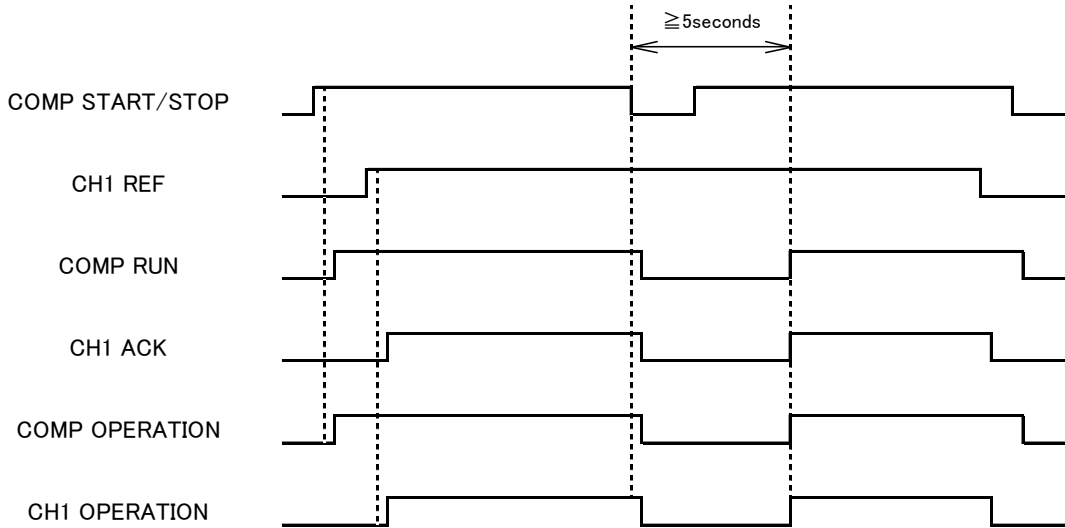 ≧5seconds
COMP START/STOP
CH1 REF
COMP RUN
CH1 ACK
COMP OPERATION
CH1 OPERATION